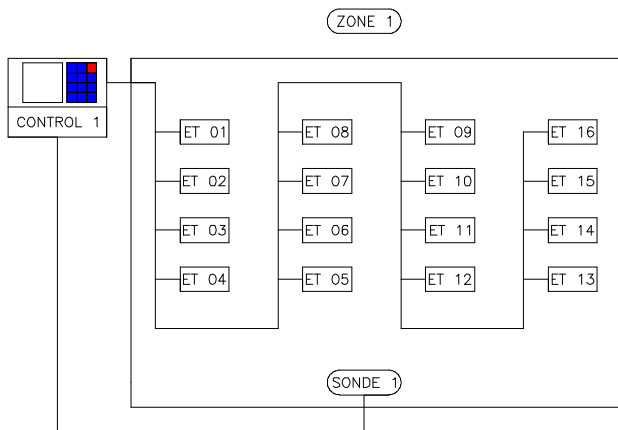 ZONE 1
CONTROL 1
ET 01
ET 08
ET 09
ET 16
ET 02
ET 07
ET 10
ET 15
ET 03
ET 06
ET 11
ET 14
ET 04
ET 05
ET 12
ET 13
SONDE 1